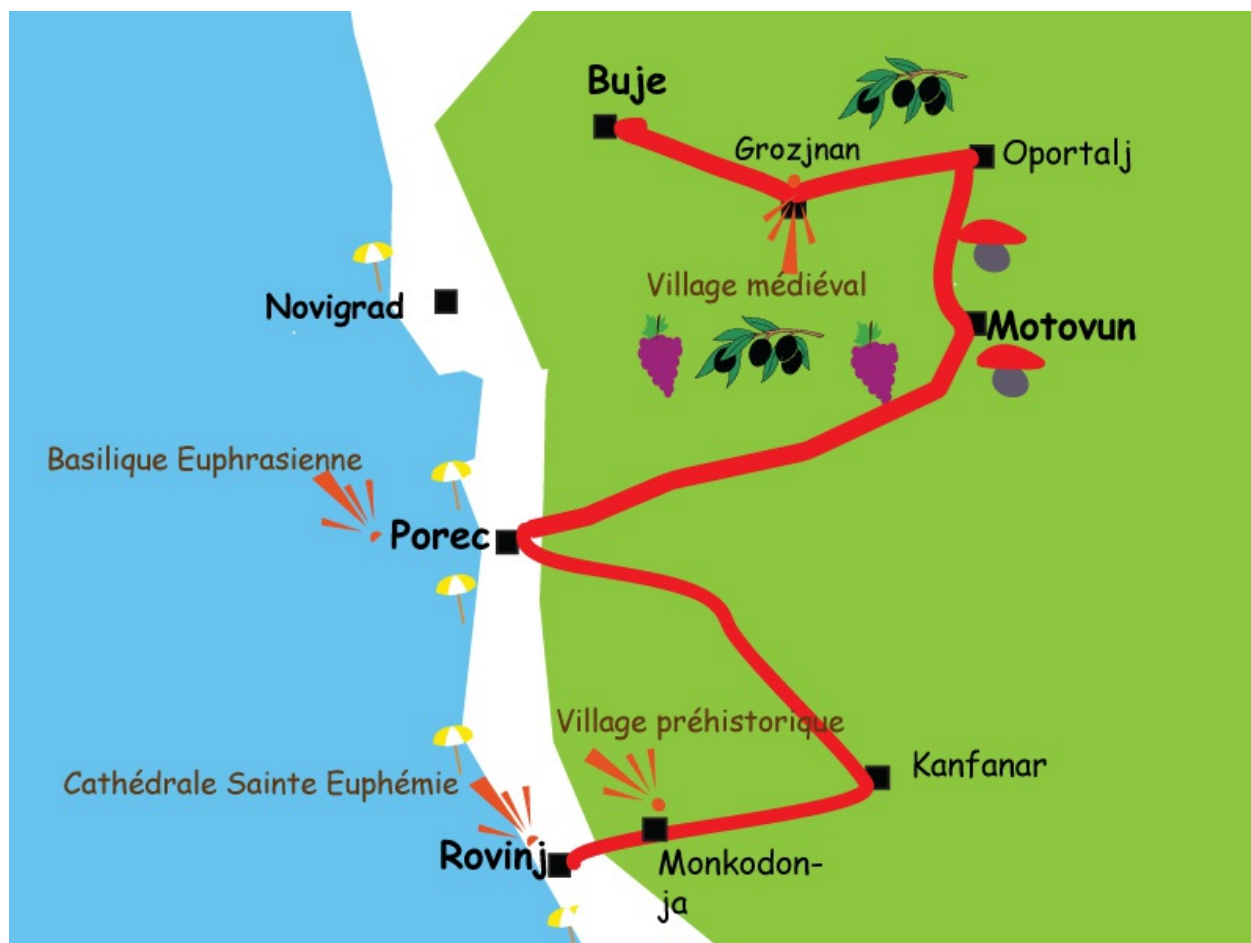 Buje
Grozjnan
Oportalj
Village médiéval
Novigrad
Motovun
Basilique Euphrasienne
Porec
Village préhistorique
Kanfanar
Cathédrale Sainte Euphémie
Rovinj
Monkodon-
ja